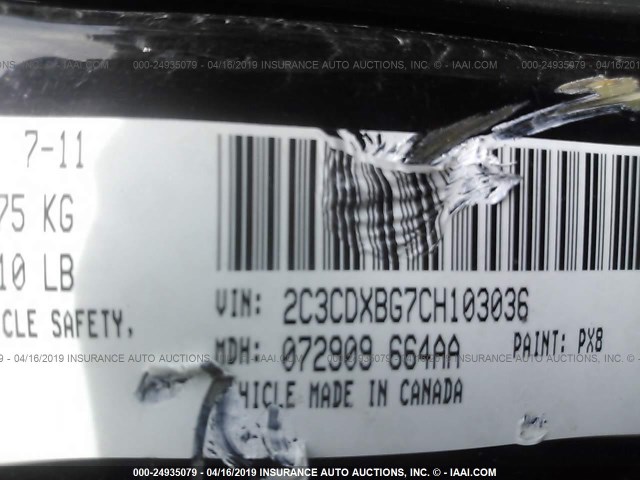 000-24935079 - 04/16/2019 INSURANCE AUTO AUCTIONS, INC. © - IAAI.COM
7-11
75 KG
10 LB
VIN: 2C3CDXBG7CH103036
CLE SAFETY,
MDH: 072909 664AA PAINT: PX8
HICLE MADE IN CANADA
000-24935079 - 04/16/2019 INSURANCE AUTO AUCTIONS, INC. © - IAAI.COM